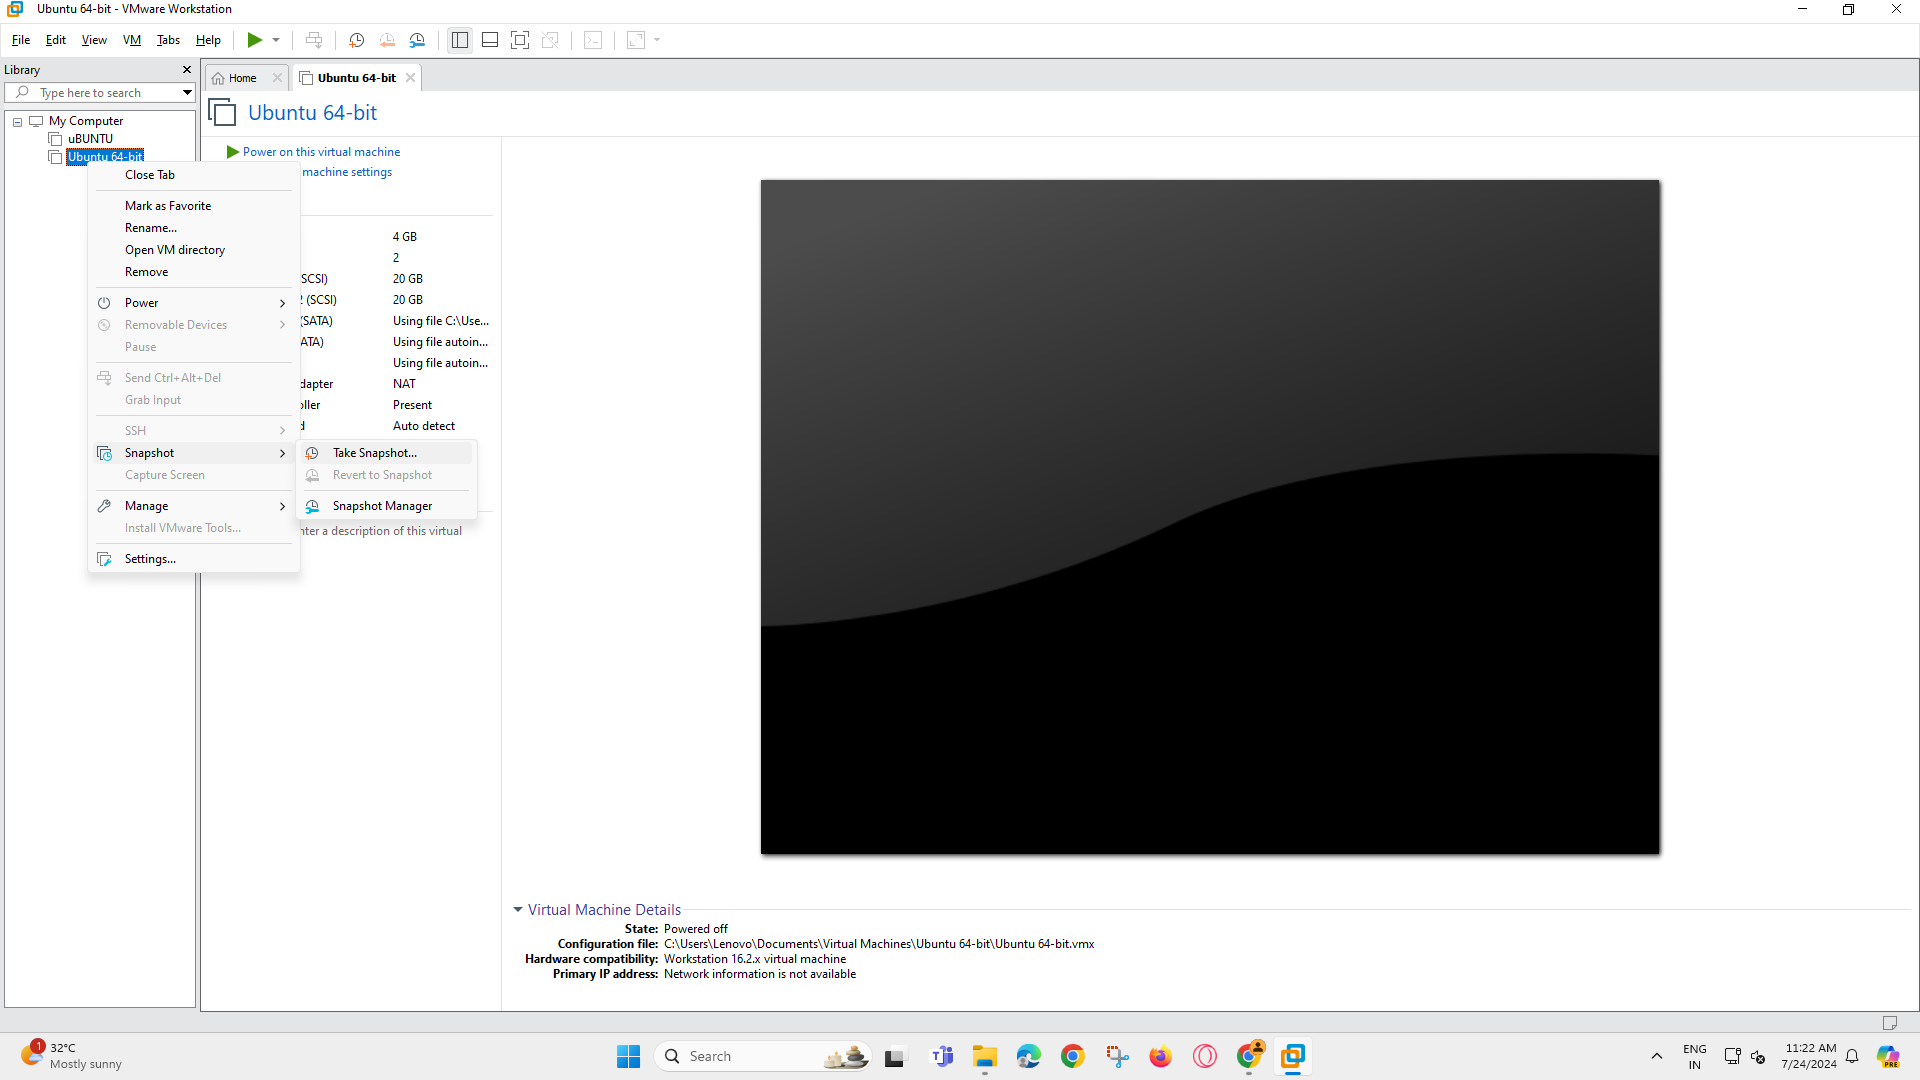 Ubuntu 64-bit - VMware Workstation
File Edit View VM Tabs Help
Library
Type here to search
My Computer
uBUNTU
Ubuntu 64-bit
Home
Ubuntu 64-bit
Ubuntu 64-bit
Power on this virtual machine
machine settings
4 GB
2
(SCSI) 20 GB
2 (SCSI) 20 GB
(SATA) Using file C:\Use...
ATA) Using file autoin...
Using file autoin...
dapter NAT
oller Present
d Auto detect
nter a description of this virtual
Close Tab
Mark as Favorite
Rename...
Open VM directory
Remove
Power
Removable Devices
Pause
Send Ctrl+Alt+Del
Grab Input
SSH
Snapshot
Capture Screen
Manage
Install VMware Tools...
Settings...
Take Snapshot...
Revert to Snapshot
Snapshot Manager
Virtual Machine Details
State: Powered off
Configuration file: C:\Users\Lenovo\Documents\Virtual Machines\Ubuntu 64-bit\Ubuntu 64-bit.vmx
Hardware compatibility: Workstation 16.2.x virtual machine
Primary IP address: Network information is not available
1
32°C
Mostly sunny
Search
ENG
IN
11:22 AM
7/24/2024
PRE